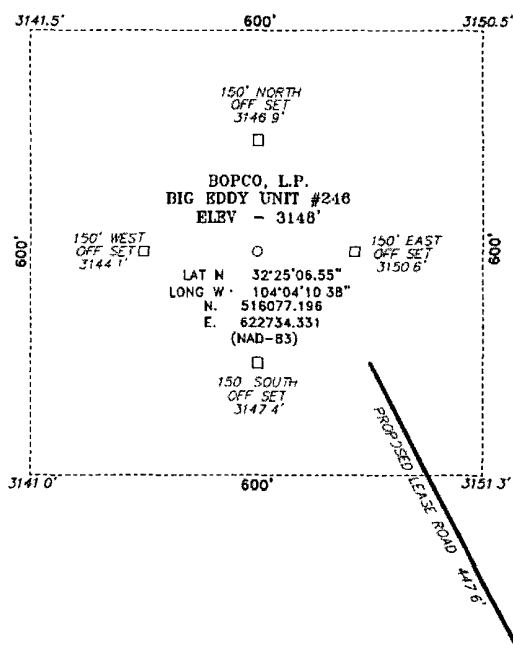 3141.5'
600'
3150.5'
150' NORTH
OFF SET
3146 9'
BOPCO, L.P.
BIG EDDY UNIT #246
ELEV - 3148'
600'
150' WEST
OFF SET
3144 1'
150' EAST
OFF SET
3150 6'
600'
LAT N 32°25'06.55"
LONG W · 104°04'10 38"
N. 516077.196
E. 622734.331
(NAD-83)
150 SOUTH
OFF SET
3147 4'
3141 0'
600'
3151 3'
PROPOSED LEASE ROAD 447 6'